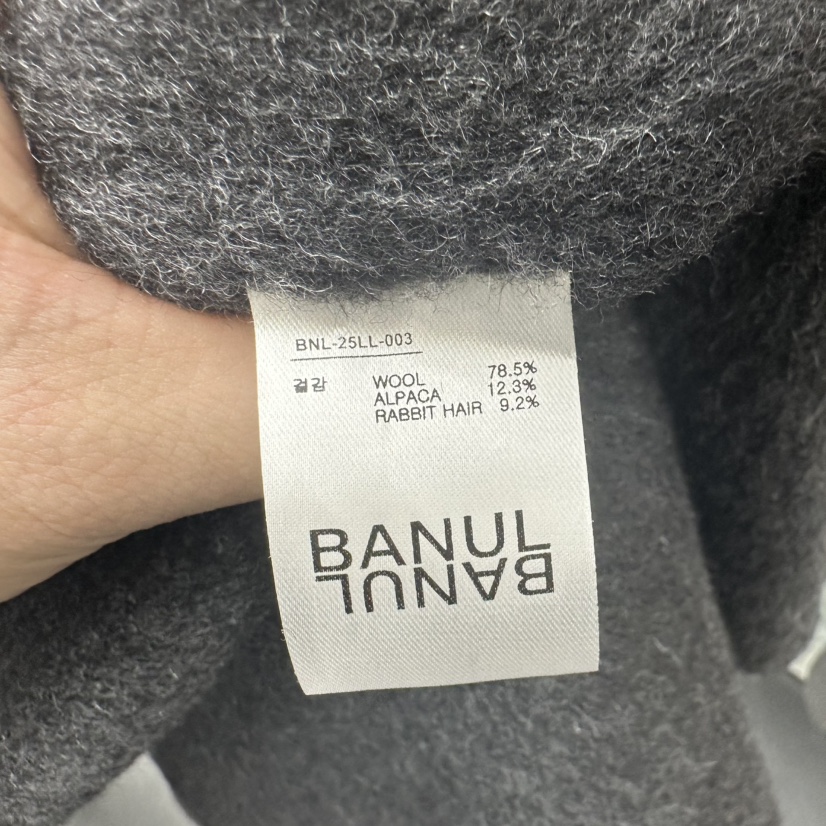 BNL-25LL-003
겉감 WOOL 78.5%
ALPACA 12.3%
RABBIT HAIR 9.2%
BANUL
BANUL